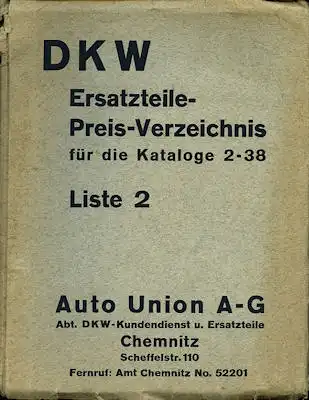 DKW
Ersatzteile-
Preis-Verzeichnis
für die Kataloge 2-38
Liste 2
Auto Union A-G
Abt. DKW-Kundendienst u. Ersatzteile
Chemnitz
Scheffelstr. 110
Fernruf: Amt Chemnitz No. 52201